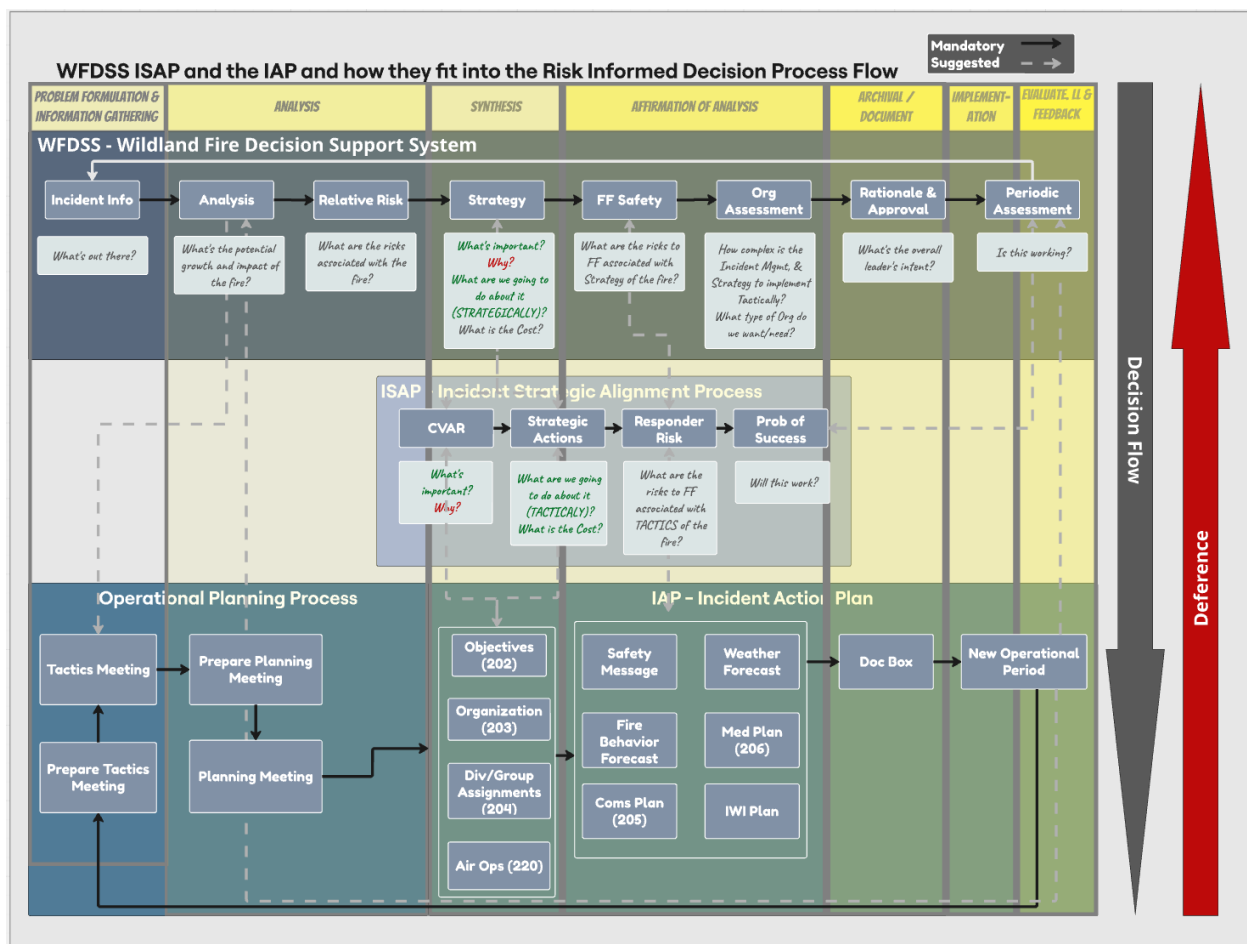 Mandatory
Suggested
WFDSS ISAP and the IAP and how they fit into the Risk Informed Decision Process Flow
PROBLEM FORMULATION &
INFORMATION GATHERING
ANALYSIS
SYNTHESIS
AFFIRMATION OF ANALYSIS
ARCHIVAL /
DOCUMENT
IMPLEMENT-
ATION
EVALUATE, LL &
FEEDBACK
WFDSS - Wildland Fire Decision Support System
Incident Info
Analysis
Relative Risk
Strategy
FF Safety
Org
Assessment
Rationale &
Approval
Periodic
Assessment
What's out there?
What's the potential
growth and impact of
the fire?
What are the risks
associated with the
fire?
What's important?
Why?
What are we going to
do about it
(STRATEGICALLY)?
What is the Cost?
What are the risks to
FF associated with
Strategy of the fire?
How complex is the
Incident Mgmt, &
Strategy to implement
Tactically?
What type of Org do
we want/need?
What's the overall
leader's intent?
Is this working?
ISAP - Incident Strategic Alignment Process
CVAR
Strategic
Actions
Responder
Risk
Prob of
Success
What's
important?
Why?
What are we going
to do about it
(TACTICALY)?
What is the Cost?
What are the
risks to FF
associated with
TACTICS of the
fire?
Will this work?
Operational Planning Process
IAP - Incident Action Plan
Tactics Meeting
Prepare Planning
Meeting
Prepare Tactics
Meeting
Planning Meeting
Objectives
(202)
Organization
(203)
Div/Group
Assignments
(204)
Air Ops (220)
Safety
Message
Weather
Forecast
Fire
Behavior
Forecast
Med Plan
(206)
Coms Plan
(205)
IWI Plan
Doc Box
New Operational
Period
Decision Flow
Deference